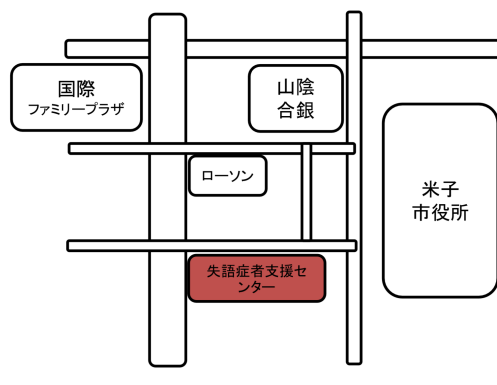 国際
ファミリープラザ
山陰
合銀
ローソン
米子
市役所
失語症者支援セ
ンター